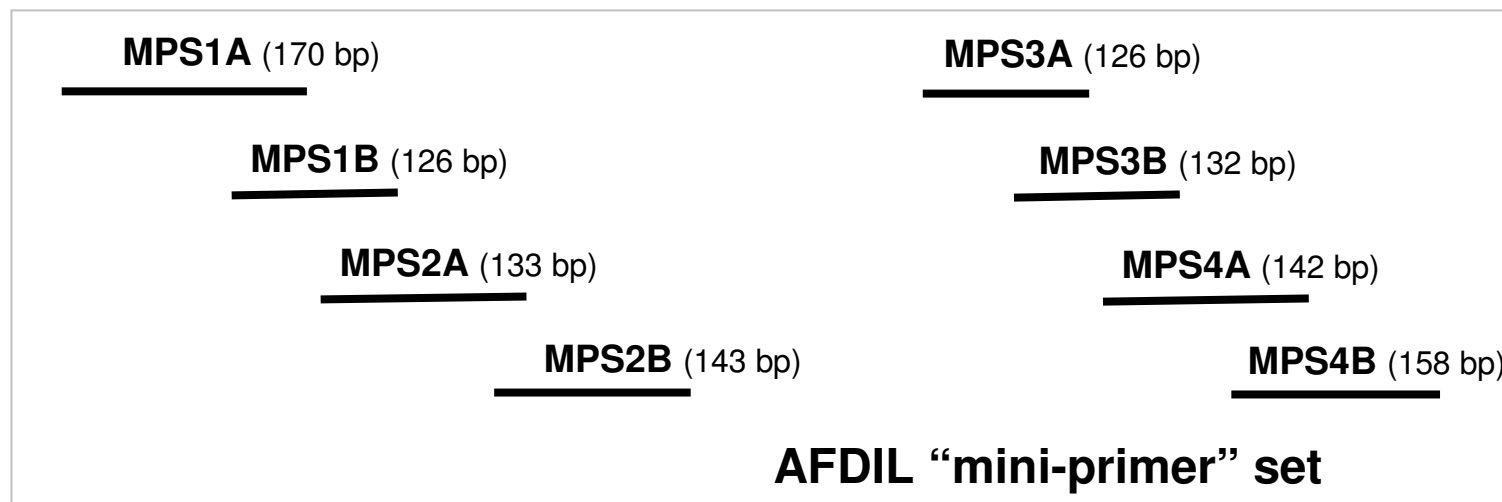 MPS1A (170 bp)
MPS3A (126 bp)
MPS1B (126 bp)
MPS3B (132 bp)
MPS2A (133 bp)
MPS4A (142 bp)
MPS2B (143 bp)
MPS4B (158 bp)
AFDIL “mini-primer” set